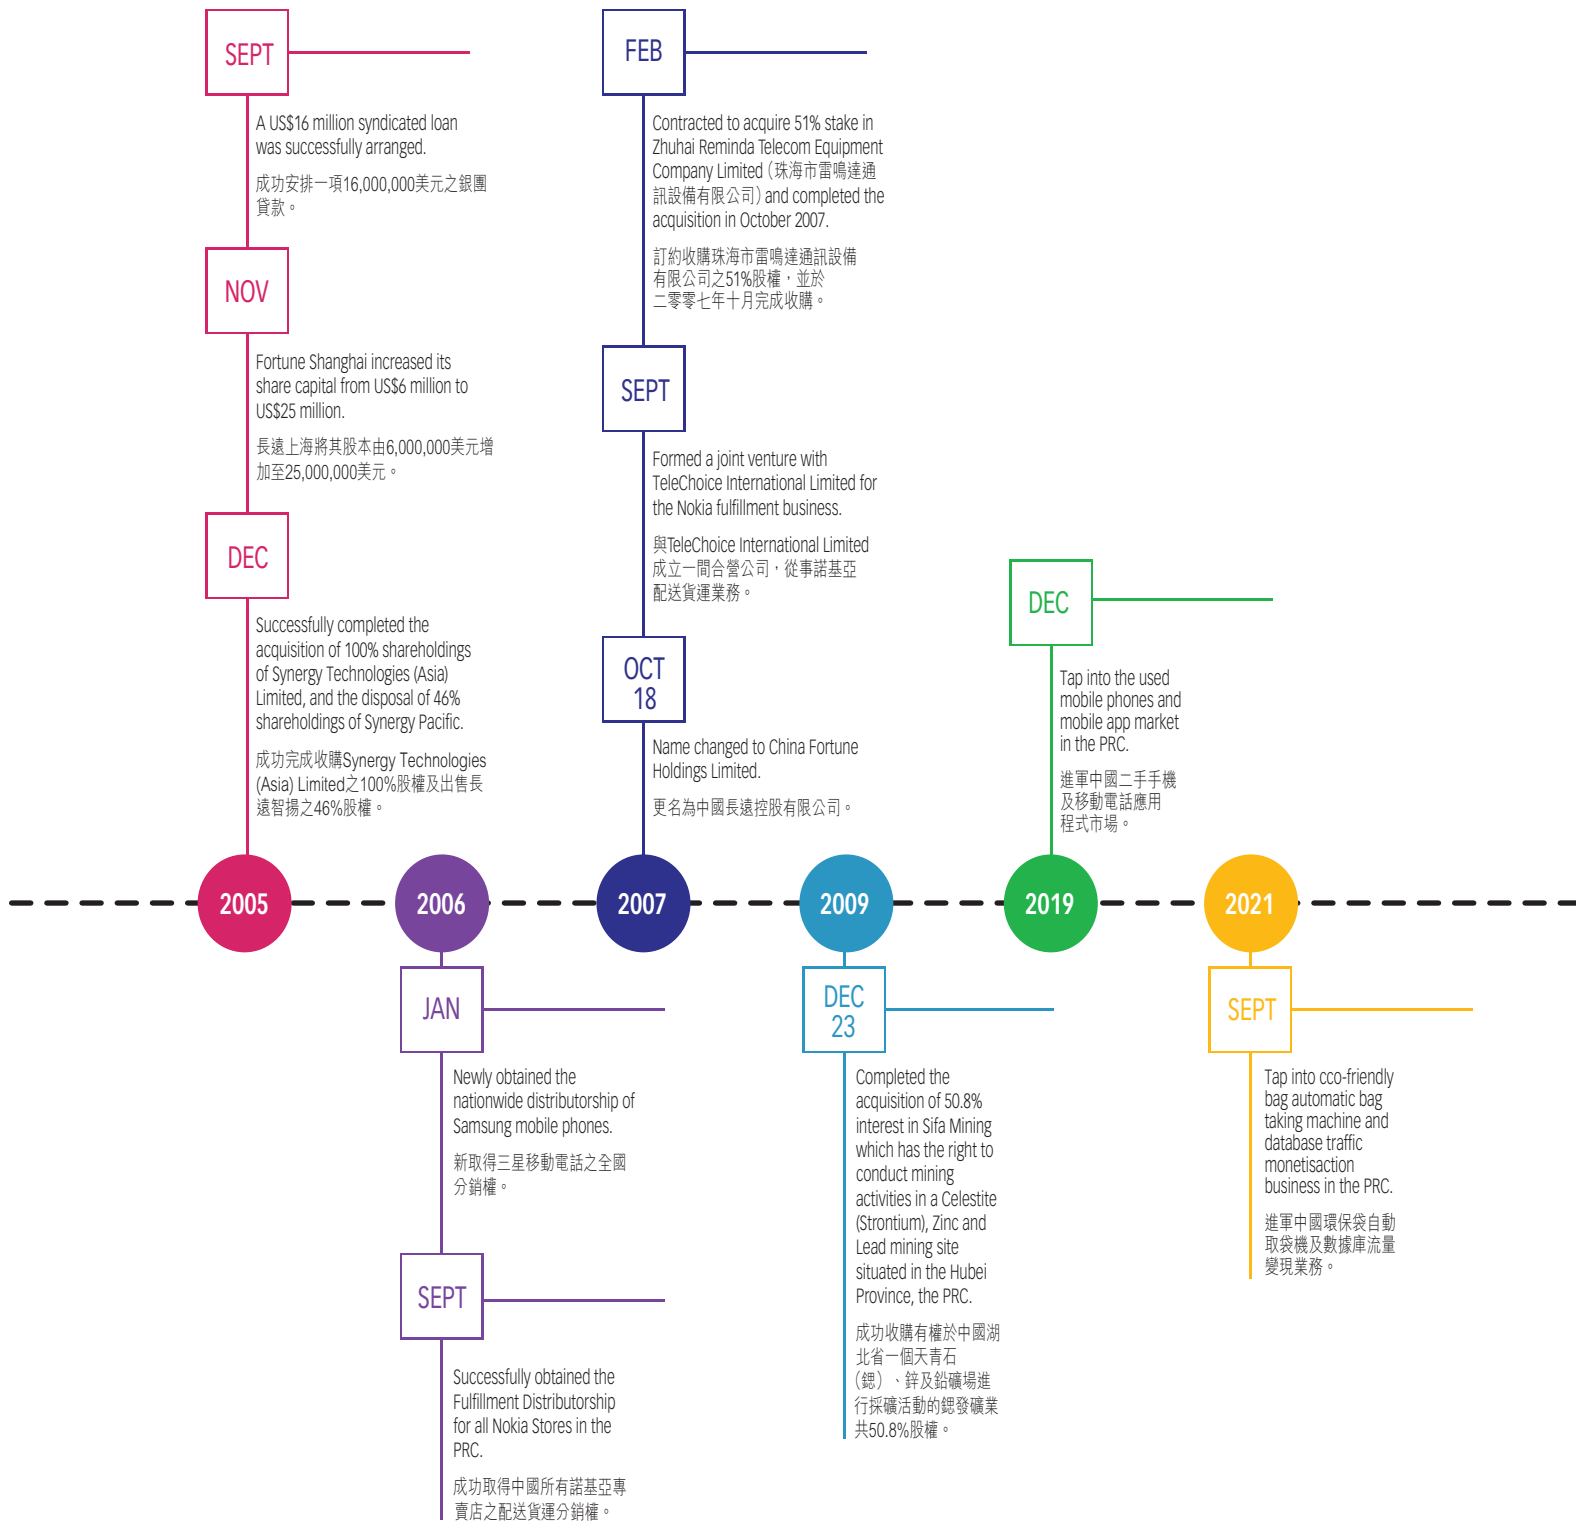 SEPT
A US$16 million syndicated loan
was successfully arranged.
成功安排一項16,000,000美元之銀團
貸款。
NOV
Fortune Shanghai increased its
share capital from US$6 million to
US$25 million.
長遠上海將其股本由6,000,000美元增
加至25,000,000美元。
DEC
Successfully completed the
acquisition of 100% shareholdings
of Synergy Technologies (Asia)
Limited, and the disposal of 46%
shareholdings of Synergy Pacific.
成功完成收購Synergy Technologies
(Asia) Limited之100%股權及出售長
遠智揚之46%股權。
2005
2006
JAN
Newly obtained the
nationwide distributorship of
Samsung mobile phones.
新取得三星移動電話之全國
分銷權。
SEPT
Successfully obtained the
Fulfillment Distributorship
for all Nokia Stores in the
PRC.
成功取得中國所有諾基亞專
賣店之配送貨運分銷權。
FEB
Contracted to acquire 51% stake in
Zhuhai Reminda Telecom Equipment
Company Limited（珠海市雷鳴達通
訊設備有限公司）and completed the
acquisition in October 2007.
訂約收購珠海市雷鳴達通訊設備
有限公司之51%股權，並於
二零零七年十月完成收購。
SEPT
Formed a joint venture with
TeleChoice International Limited for
the Nokia fulfillment business.
與TeleChoice International Limited
成立一間合營公司，從事諾基亞
配送貨運業務。
OCT
18
Name changed to China Fortune
Holdings Limited.
更名為中國長遠控股有限公司。
2007
2009
DEC
23
Completed the
acquisition of 50.8%
interest in Sifa Mining
which has the right to
conduct mining
activities in a Celestite
(Strontium), Zinc and
Lead mining site
situated in the Hubei
Province, the PRC.
成功收購有權於中國湖
北省一個天青石
（鍶）、鋅及鉛礦場進
行採礦活動的鍶發礦業
共50.8%股權。
DEC
Tap into the used
mobile phones and
mobile app market
in the PRC.
進軍中國二手手機
及移動電話應用
程式市場。
2019
2021
SEPT
Tap into cco-friendly
bag automatic bag
taking machine and
database traffic
monetisaction
business in the PRC.
進軍中國環保袋自動
取袋機及數據庫流量
變現業務。